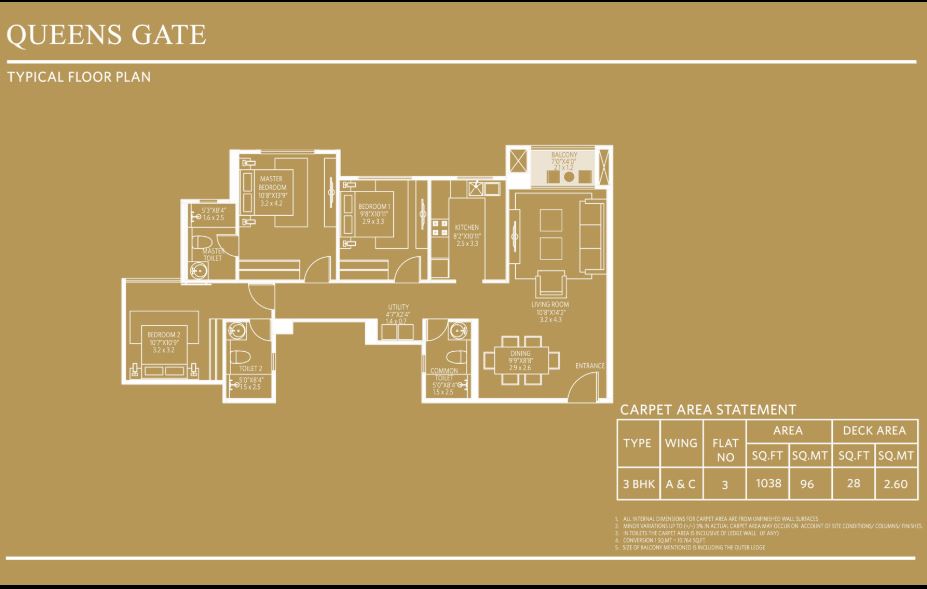 QUEENS GATE
TYPICAL FLOOR PLAN
BALCONY
7'0"X4'0"
2.1 x 1.2
MASTER
BEDROOM
10'8"X13'9"
3.2 x 4.2
BEDROOM 1
9'8"X10'11"
2.9 x 3.3
KITCHEN
8'2"X10'11"
2.5 x 3.3
5'3"X8'4"
1.6 x 2.5
MASTER
TOILET
LIVING ROOM
10'8"X14'2"
3.2 x 4.3
UTILITY
4'7"X2'4"
1.4 x 0.7
BEDROOM 2
10'7"X10'9"
3.2 x 3.2
TOILET 2
5'0"X8'4"
1.5 x 2.5
COMMON
TOILET
5'0"X8'4"
1.5 x 2.5
DINING
9'9"X8'8"
2.9 x 2.6
ENTRANCE
CARPET AREA STATEMENT
TYPE WING FLAT NO AREA DECK AREA
SQ.FT SQ.MT SQ.FT SQ.MT
3 BHK A & C 3 1038 96 28 2.60
1. ALL INTERNAL DIMENSIONS FOR CARPET AREA ARE FROM UNFINISHED WALL SURFACES
2. MINOR VARIATIONS UP TO (+/-) 3% IN ACTUAL CARPET AREA MAY OCCUR ON ACCOUNT OF SITE CONDITIONS/ COLUMNS/ FINISHES.
3. IN TOILETS THE CARPET AREA IS INCLUSIVE OF LEDGE WALL (IF ANY)
4. CONVERSION 1 SQ.MT = 10.764 SQ.FT.
5. SIZE OF BALCONY MENTIONED IS INCLUDING THE OUTER LEDGE